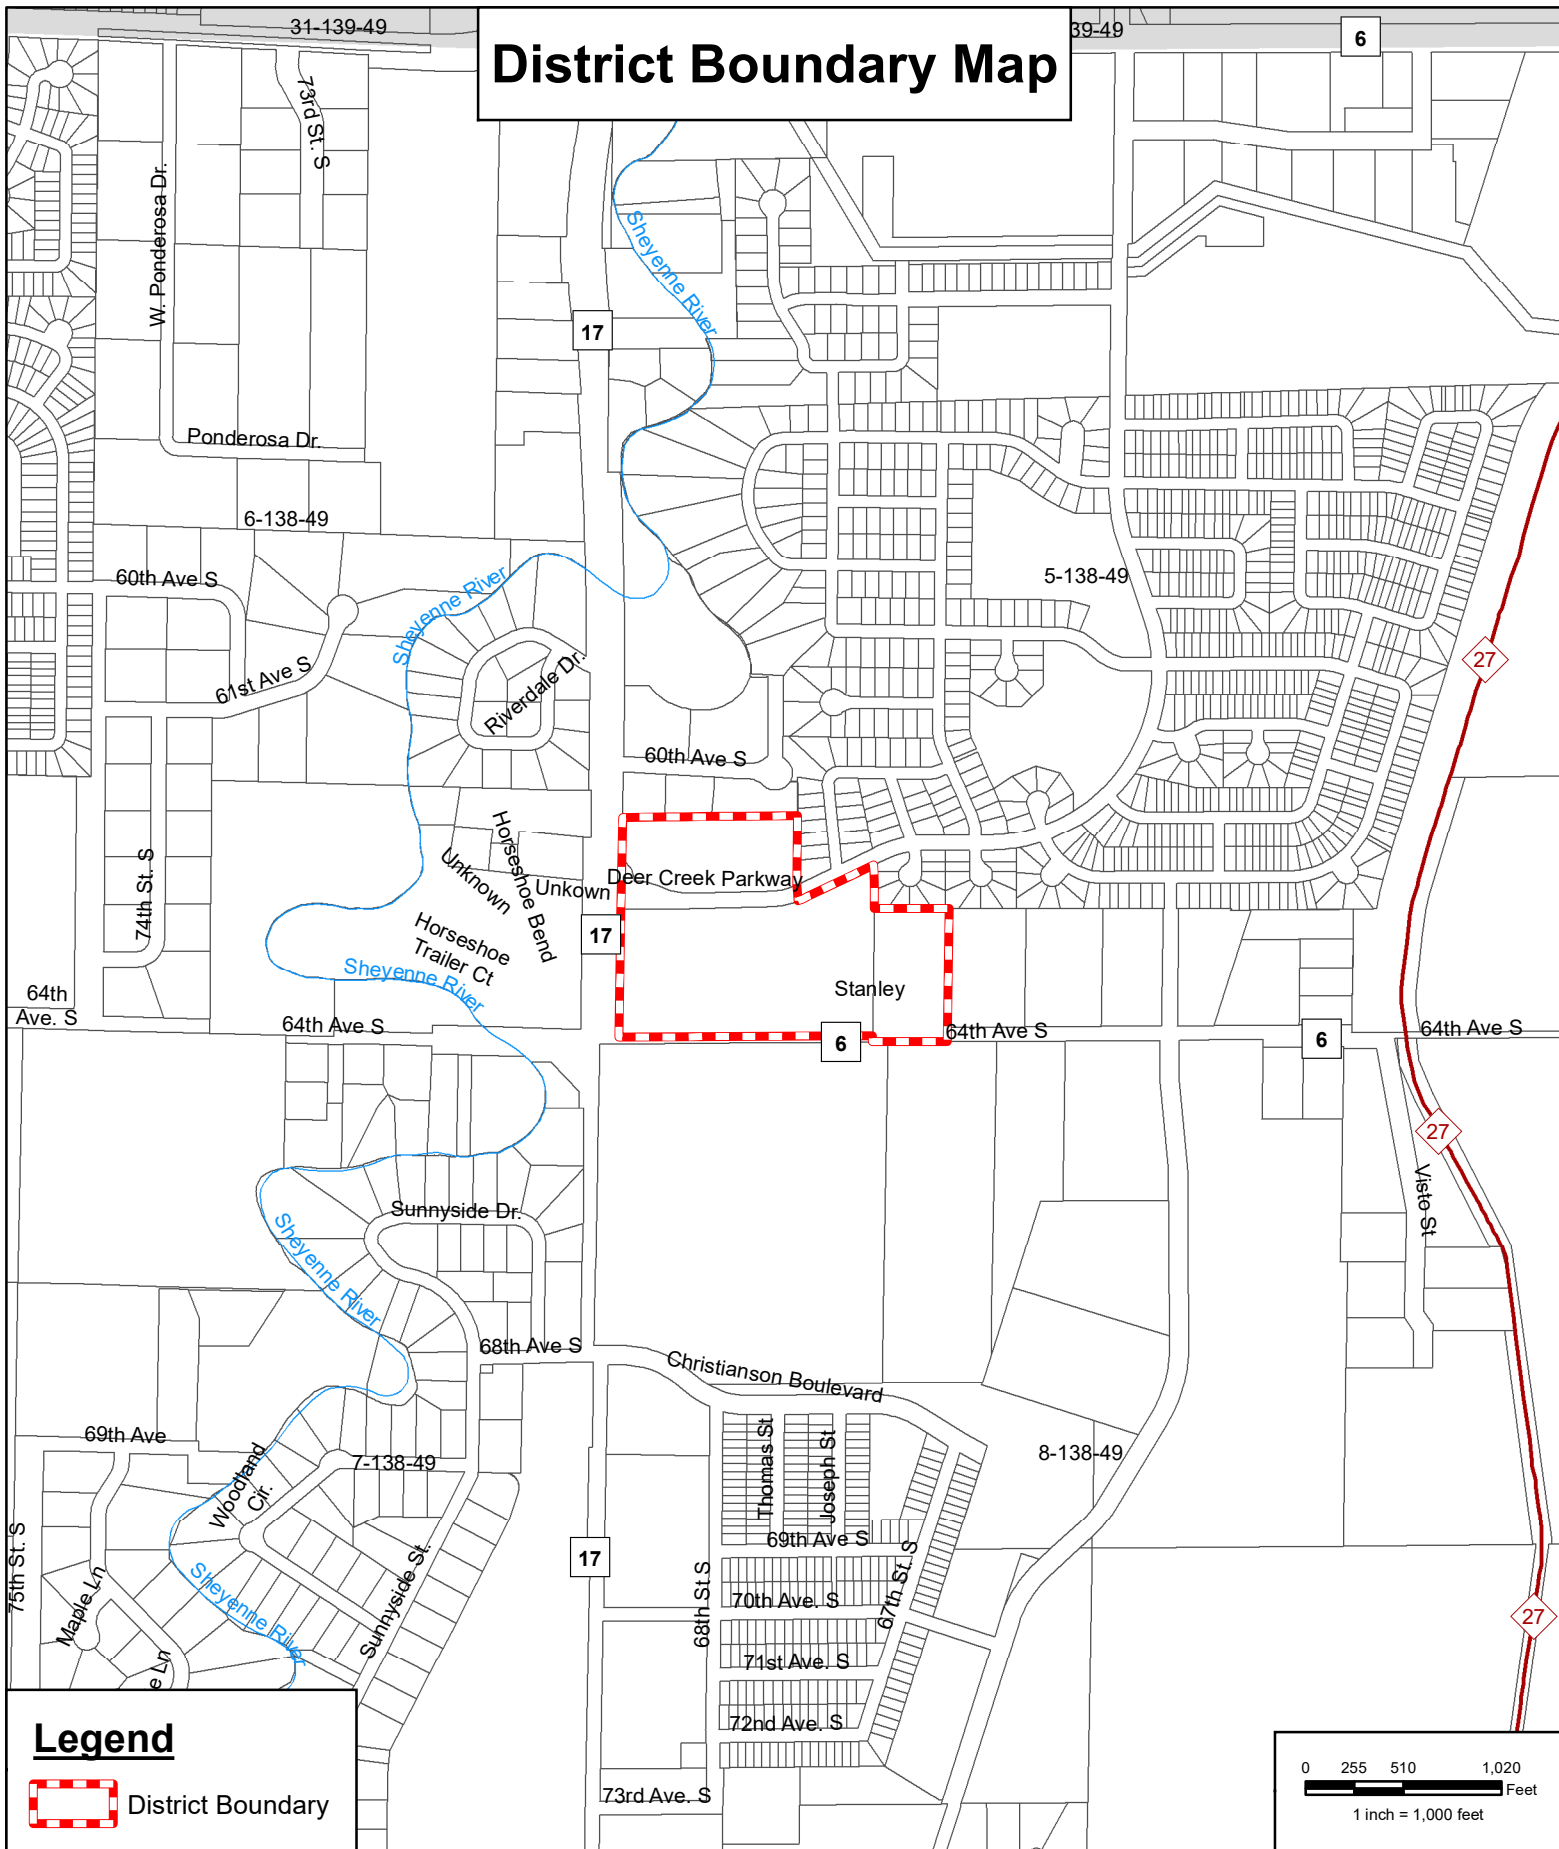 31-139-49
39-49
6
District Boundary Map
73rd St. S
W. Ponderosa Dr.
Sheyenne River
17
Ponderosa Dr.
6-138-49
60th Ave S
Sheyenne River
5-138-49
61st Ave S
Riverdale Dr.
27
60th Ave S
Horseshoe Bend
Unknown
Unkown
Deer Creek Parkway
74th St. S
17
Horseshoe
Trailer Ct
Sheyenne River
Stanley
64th
Ave. S
64th Ave S
6
64th Ave S
6
64th Ave S
27
Visto St
Sunnyside Dr.
Sheyenne River
68th Ave S
Christianson Boulevard
69th Ave
Woodland
Cir.
7-138-49
Thomas St
Joseph St
8-138-49
69th Ave S
17
75th St. S
Maple Ln
Sheyenne River
Sunnyside St.
68th St S
70th Ave. S
67th St. S
27
71st Ave. S
e Ln
72nd Ave. S
73rd Ave. S
Legend
District Boundary
0 255 510 1,020
Feet
1 inch = 1,000 feet